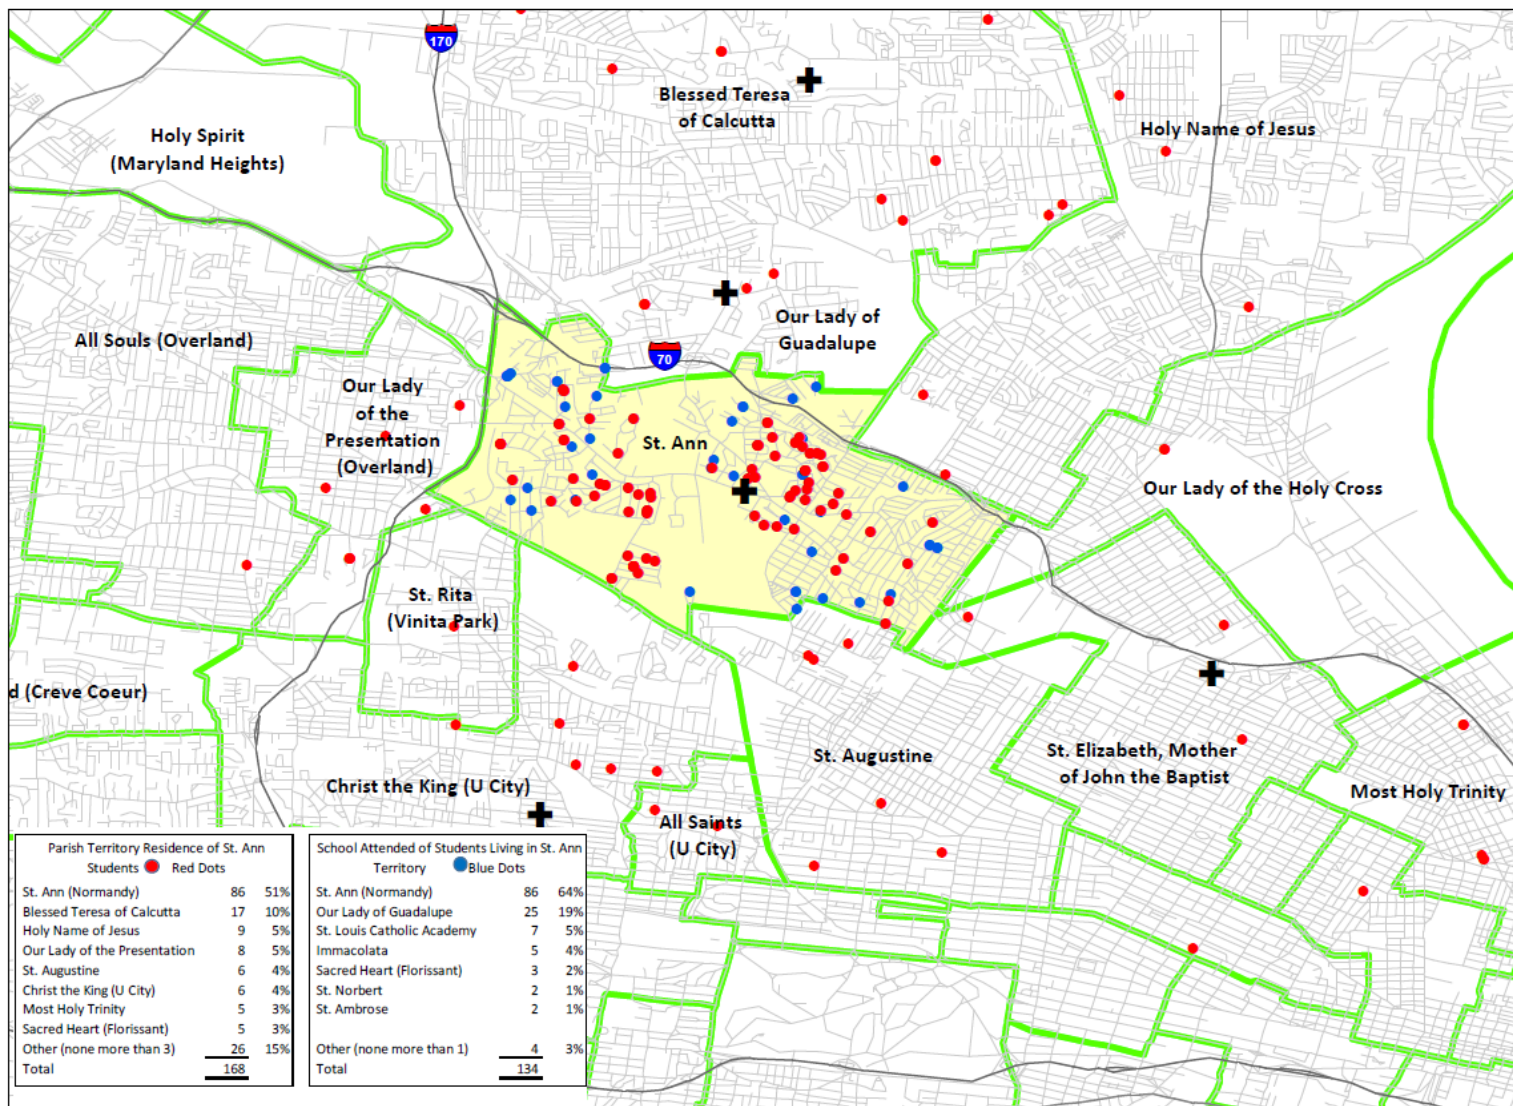 170
Blessed Teresa
of Calcutta
Holy Name of Jesus
Holy Spirit
(Maryland Heights)
Our Lady of
Guadalupe
All Souls (Overland)
70
Our Lady
of the
Presentation
(Overland)
St. Ann
Our Lady of the Holy Cross
St. Rita
(Vinita Park)
d (Creve Coeur)
St. Augustine
St. Elizabeth, Mother
of John the Baptist
Christ the King (U City)
Most Holy Trinity
All Saints
(U City)
Parish Territory Residence of St. Ann
Students Red Dots
St. Ann (Normandy) 86 51%
Blessed Teresa of Calcutta 17 10%
Holy Name of Jesus 9 5%
Our Lady of the Presentation 8 5%
St. Augustine 6 4%
Christ the King (U City) 6 4%
Most Holy Trinity 5 3%
Sacred Heart (Florissant) 5 3%
Other (none more than 3) 26 15%
Total 168
School Attended of Students Living in St. Ann
Territory Blue Dots
St. Ann (Normandy) 86 64%
Our Lady of Guadalupe 25 19%
St. Louis Catholic Academy 7 5%
Immacolata 5 4%
Sacred Heart (Florissant) 3 2%
St. Norbert 2 1%
St. Ambrose 2 1%
Other (none more than 1) 4 3%
Total 134